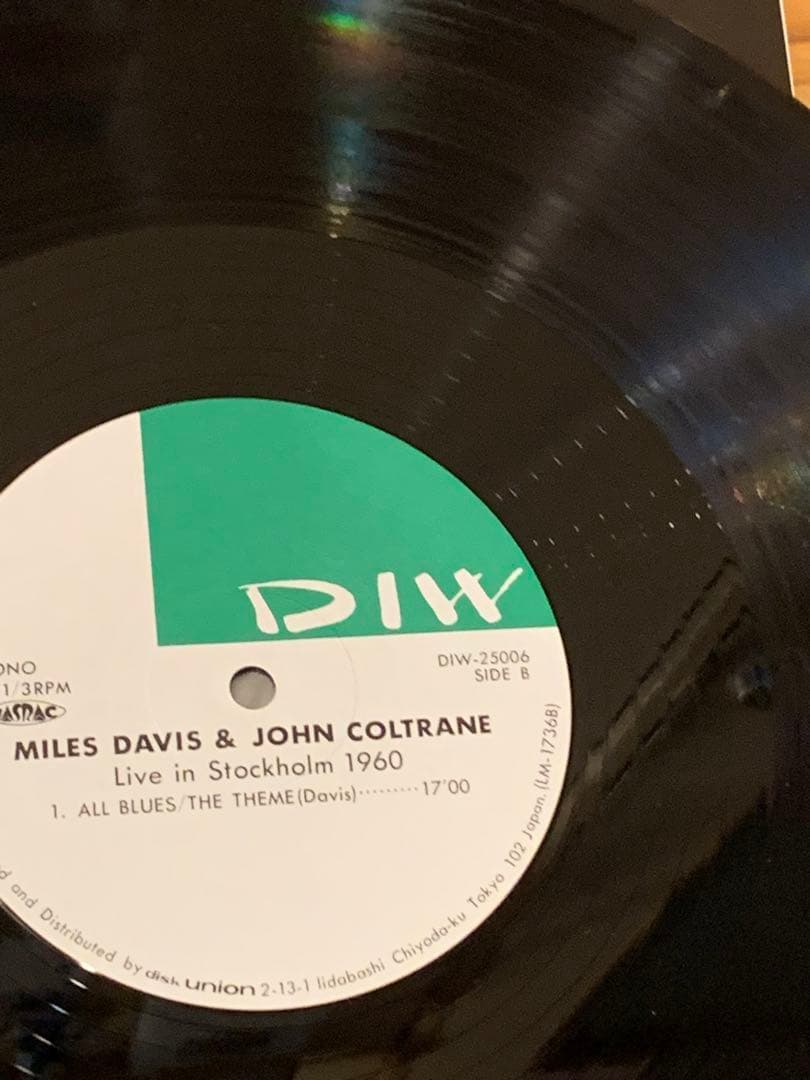 DIW
DIW-25006
SIDE B
ONO
1/3RPM
JASRAC
MILES DAVIS & JOHN COLTRANE
Live in Stockholm 1960
1. ALL BLUES/THE THEME(Davis)·········17'00
d and Distributed by disk union 2-13-1 Iidabashi Chiyoda-ku Tokyo 102 Japan. (LM-1736B)